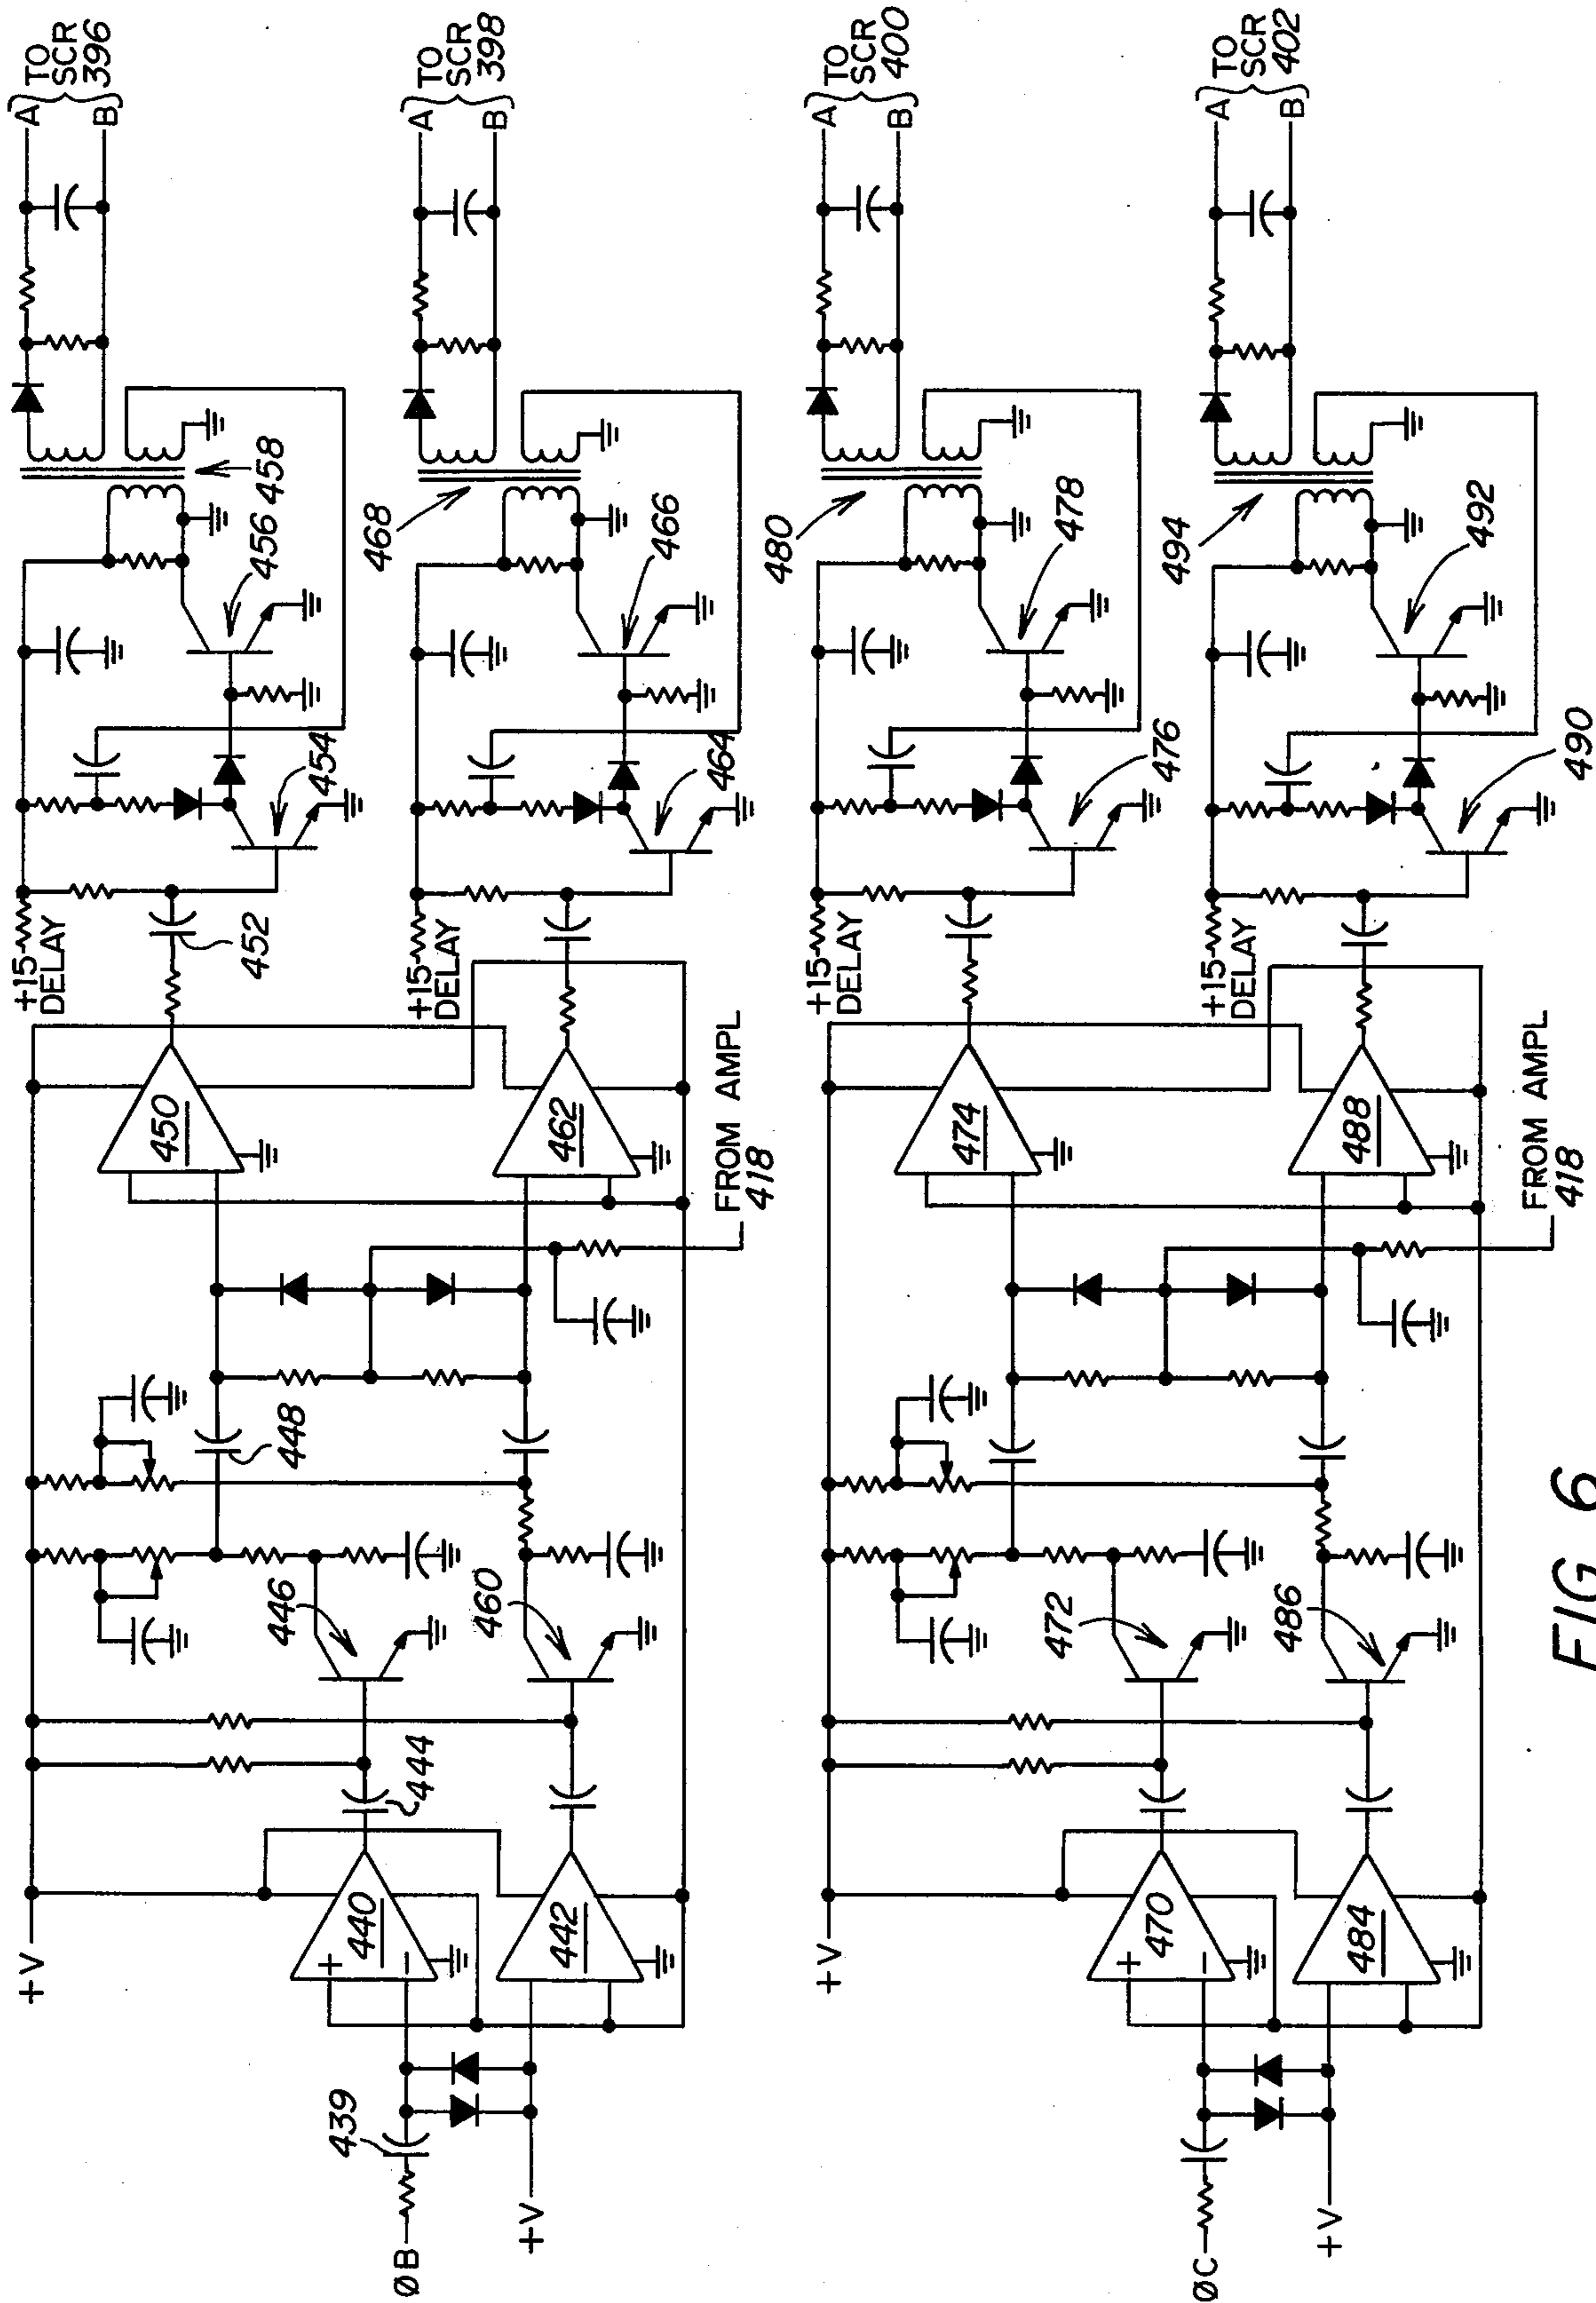 +15
DELAY
A
B
TO
SCR
396
456
458
454
452
450
+V
448
446
444
440
+
−
439
ØB
+V
442
460
462
FROM AMPL
418
+15
DELAY
464
466
468
A
B
TO
SCR
398
+V
ØC
+V
470
+
−
472
474
484
486
488
FROM AMPL
418
+15
DELAY
476
478
480
A
B
TO
SCR
400
+15
DELAY
490
492
494
A
B
TO
SCR
402
FIG 6